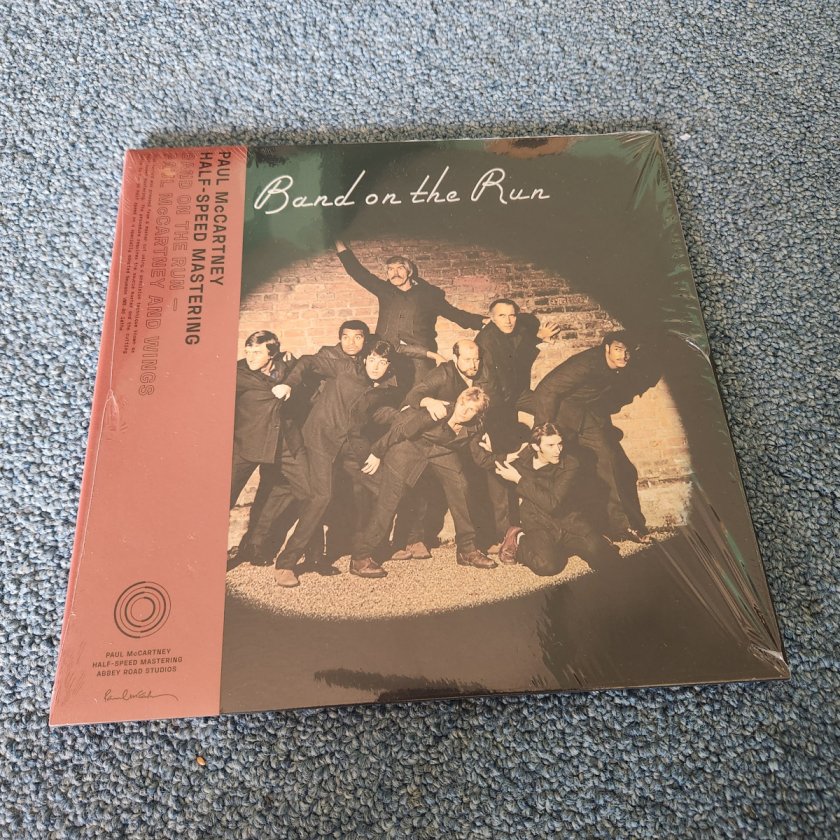 Band on the Run
PAUL McCARTNEY
HALF-SPEED MASTERING
BAND ON THE RUN —
PAUL McCARTNEY AND WINGS
PAUL McCARTNEY
HALF-SPEED MASTERING
ABBEY ROAD STUDIOS